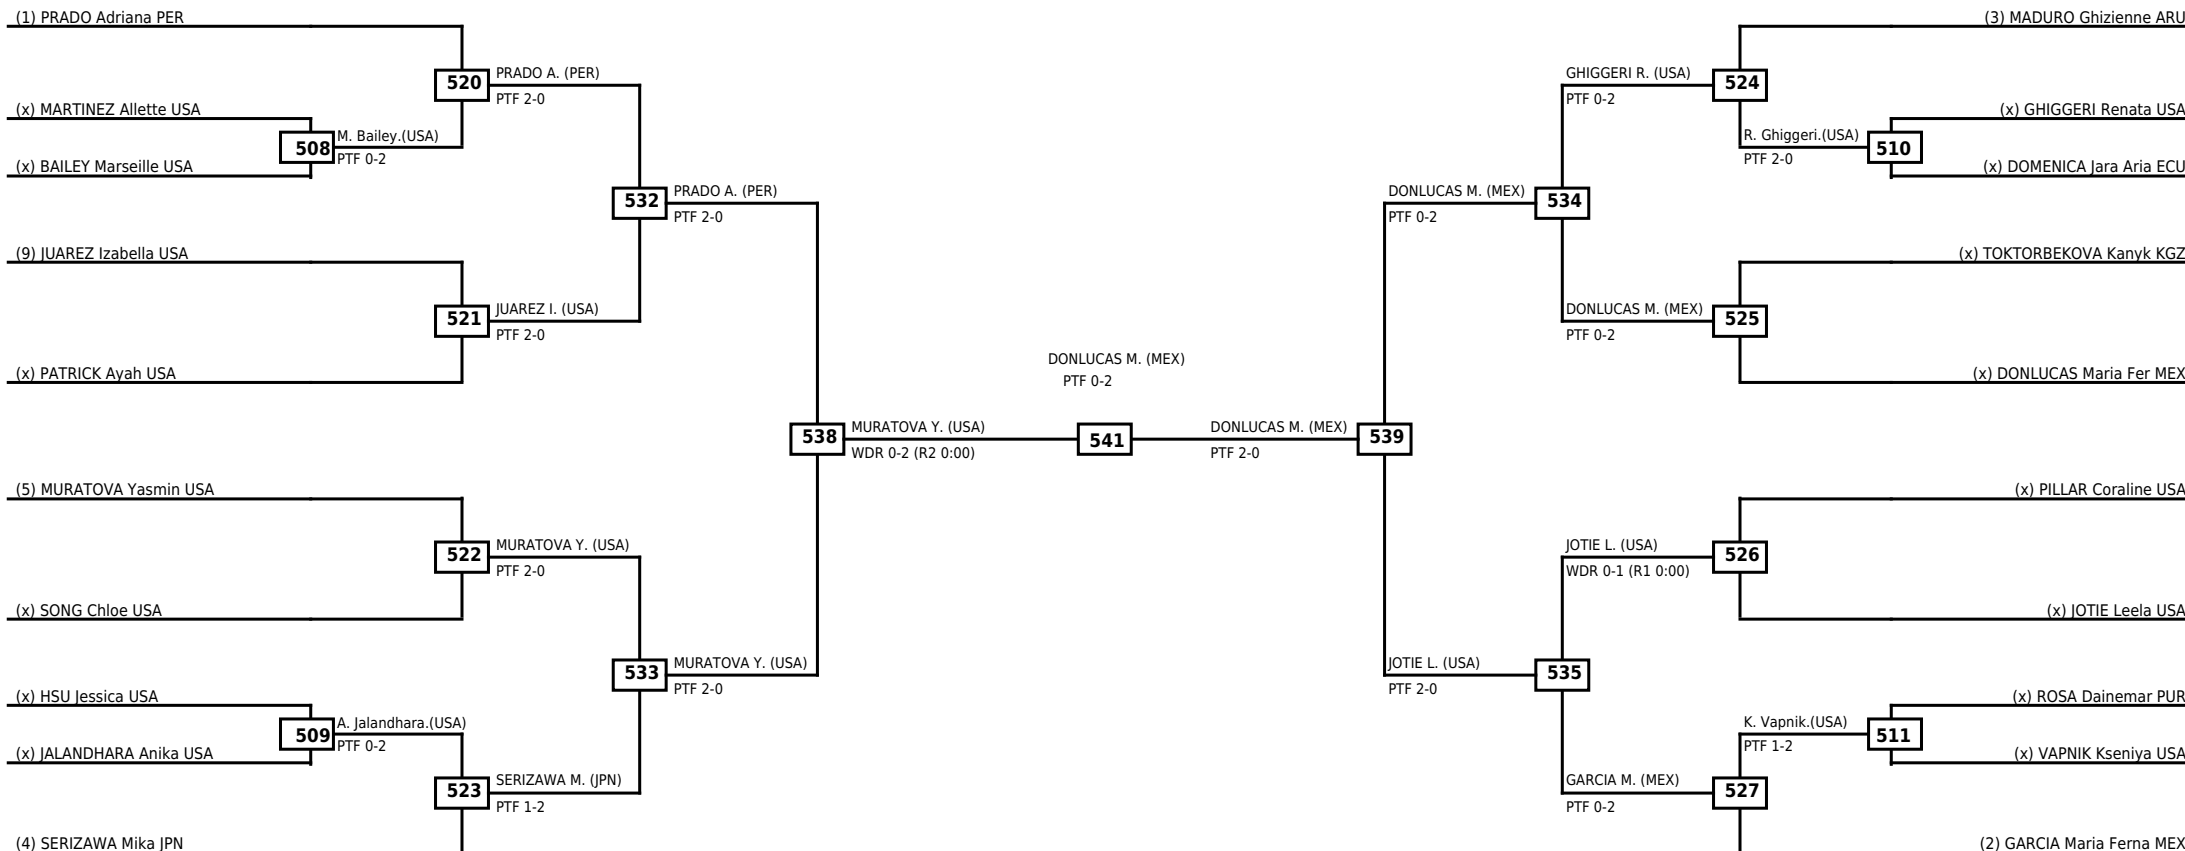 (1) PRADO Adriana PER
(3) MADURO Ghizienne ARU
520
PRADO A. (PER)
PTF 2-0
GHIGGERI R. (USA)
PTF 0-2
524
(x) MARTINEZ Allette USA
(x) GHIGGERI Renata USA
508
M. Bailey.(USA)
PTF 0-2
R. Ghiggeri.(USA)
PTF 2-0
510
(x) BAILEY Marseille USA
(x) DOMENICA Jara Aria ECU
532
PRADO A. (PER)
PTF 2-0
DONLUCAS M. (MEX)
PTF 0-2
534
(9) JUAREZ Izabella USA
(x) TOKTORBEKOVA Kanyk KGZ
521
JUAREZ I. (USA)
PTF 2-0
DONLUCAS M. (MEX)
PTF 0-2
525
(x) PATRICK Ayah USA
(x) DONLUCAS Maria Fer MEX
DONLUCAS M. (MEX)
PTF 0-2
538
MURATOVA Y. (USA)
WDR 0-2 (R2 0:00)
541
DONLUCAS M. (MEX)
PTF 2-0
539
(5) MURATOVA Yasmin USA
(x) PILLAR Coraline USA
522
MURATOVA Y. (USA)
PTF 2-0
JOTIE L. (USA)
WDR 0-1 (R1 0:00)
526
(x) SONG Chloe USA
(x) JOTIE Leela USA
533
MURATOVA Y. (USA)
PTF 2-0
JOTIE L. (USA)
PTF 2-0
535
(x) HSU Jessica USA
(x) ROSA Dainemar PUR
509
A. Jalandhara.(USA)
PTF 0-2
K. Vapnik.(USA)
PTF 1-2
511
(x) JALANDHARA Anika USA
(x) VAPNIK Kseniya USA
523
SERIZAWA M. (JPN)
PTF 1-2
GARCIA M. (MEX)
PTF 0-2
527
(4) SERIZAWA Mika JPN
(2) GARCIA Maria Ferna MEX